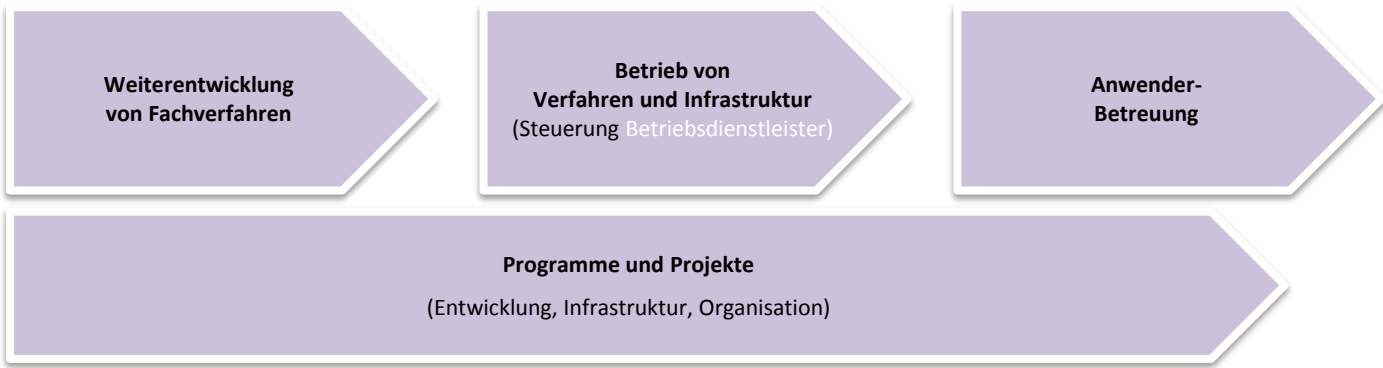 Weiterentwicklung
von Fachverfahren
Betrieb von
Verfahren und Infrastruktur
(Steuerung Betriebsdienstleister)
Anwender-
Betreuung
Programme und Projekte
(Entwicklung, Infrastruktur, Organisation)